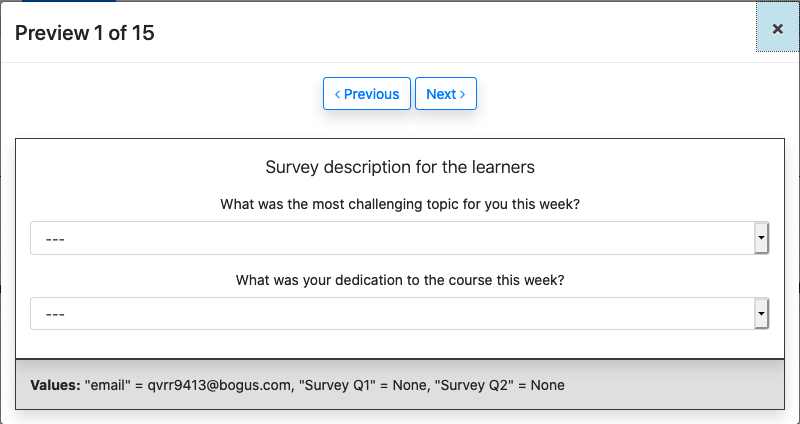 Preview 1 of 15
×
‹ Previous
Next ›
Survey description for the learners
What was the most challenging topic for you this week?
---
What was your dedication to the course this week?
---
Values: "email" = qvrr9413@bogus.com, "Survey Q1" = None, "Survey Q2" = None